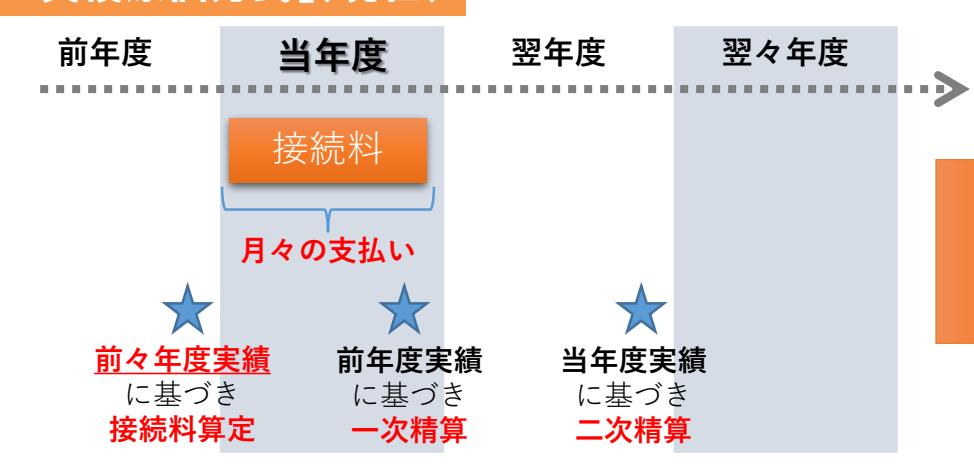 前年度
当年度
翌年度
翌々年度
接続料
月々の支払い
前々年度実績
に基づき
接続料算定
前年度実績
に基づき
一次精算
当年度実績
に基づき
二次精算